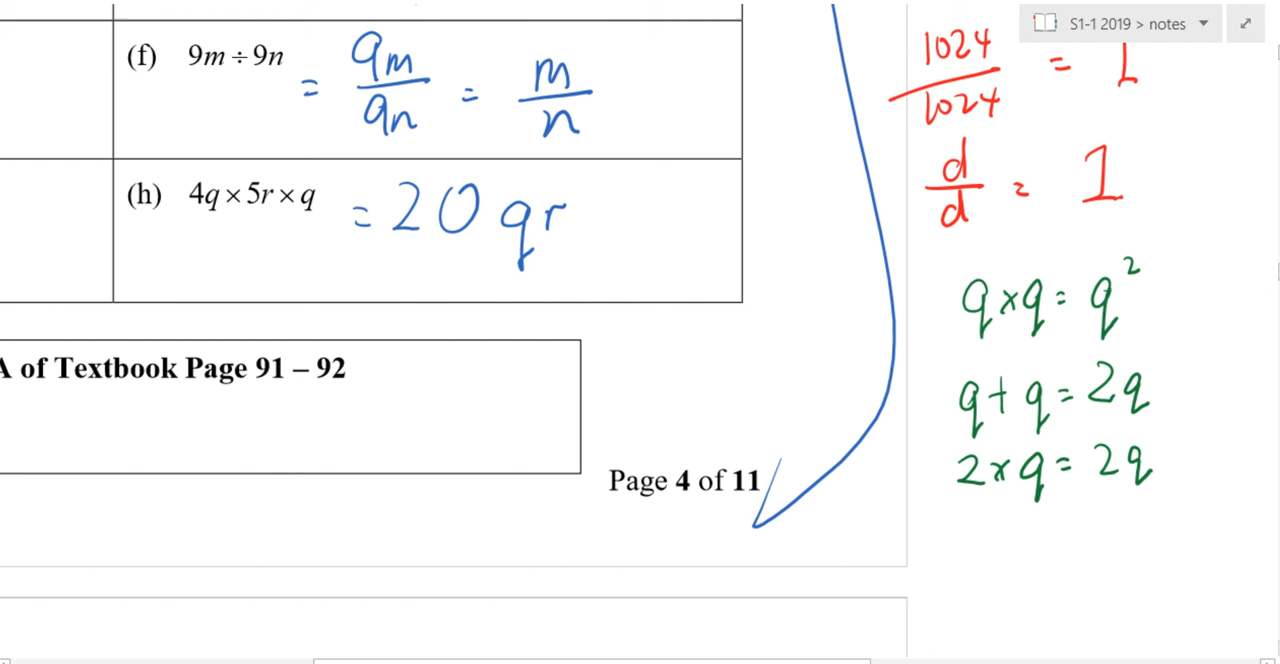 S1-1 2019 > notes
(f) 9m ÷ 9n = 9m/9n = m/n
(h) 4q × 5r × q = 20qr
A of Textbook Page 91 – 92
Page 4 of 11
1024/1024 = 1
d/d = 1
q×q = q²
q+q = 2q
2×q = 2q